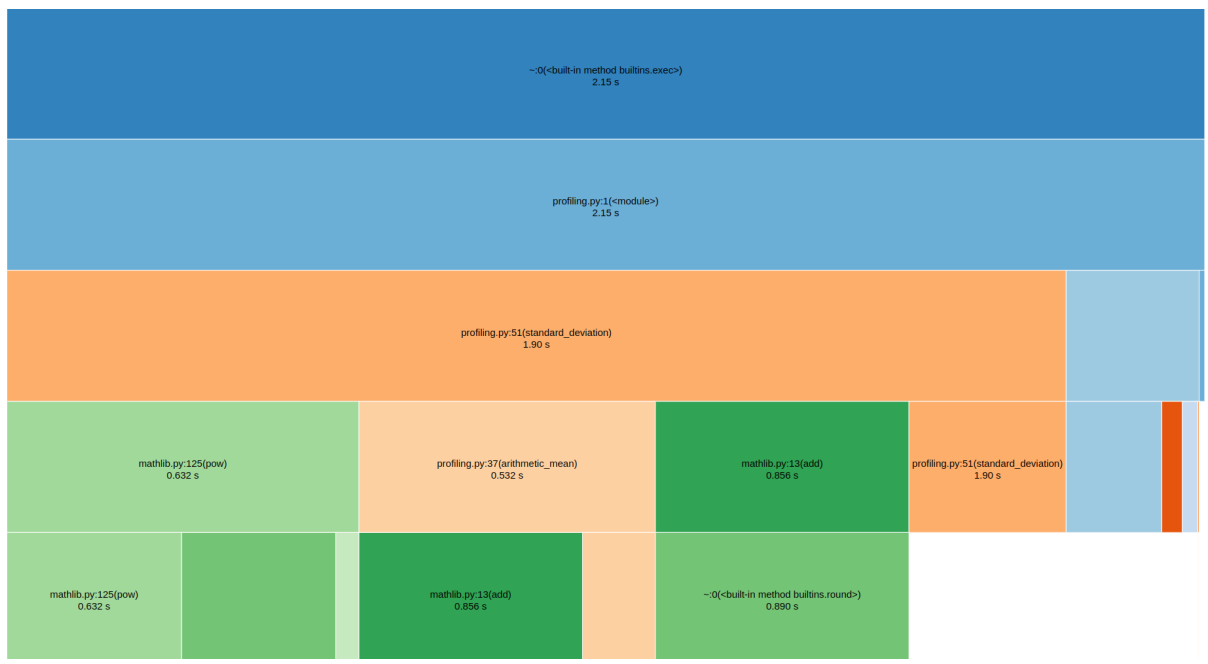 ~:0(<built-in method builtins.exec>)
2.15 s
profiling.py:1(<module>)
2.15 s
profiling.py:51(standard_deviation)
1.90 s
mathlib.py:125(pow)
0.632 s
profiling.py:37(arithmetic_mean)
0.532 s
mathlib.py:13(add)
0.856 s
profiling.py:51(standard_deviation)
1.90 s
mathlib.py:125(pow)
0.632 s
mathlib.py:13(add)
0.856 s
~:0(<built-in method builtins.round>)
0.890 s